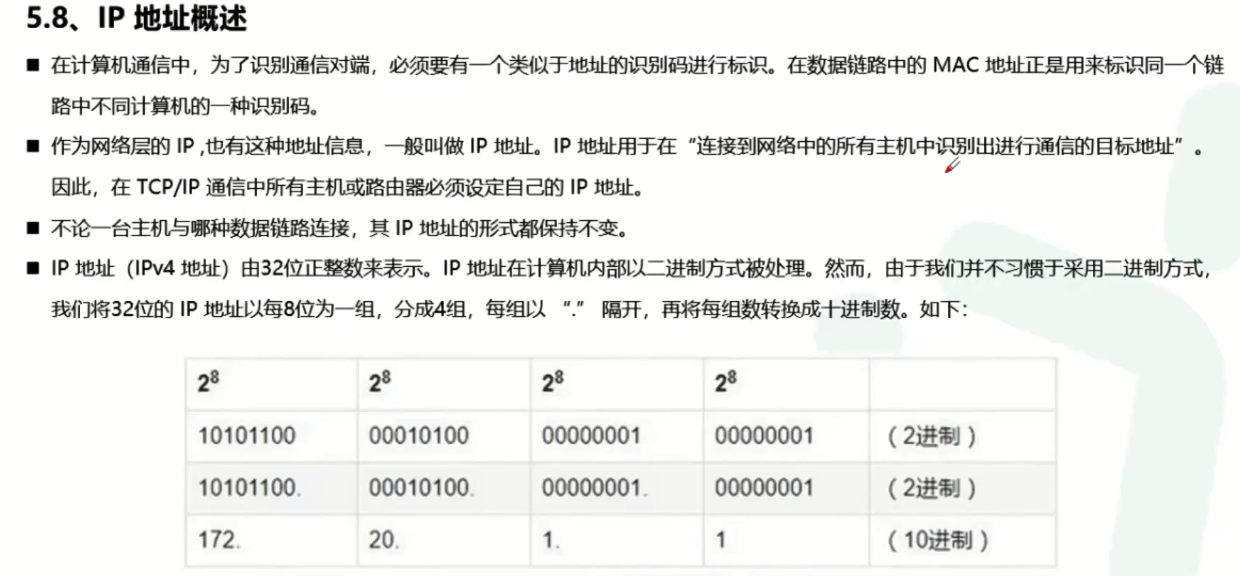 5.8、IP 地址概述
■ 在计算机通信中，为了识别通信对端，必须要有一个类似于地址的识别码进行标识。在数据链路中的 MAC 地址正是用来标识同一个链
路中不同计算机的一种识别码。
■ 作为网络层的 IP ,也有这种地址信息，一般叫做 IP 地址。IP 地址用于在“连接到网络中的所有主机中识别出进行通信的目标地址”。
因此，在 TCP/IP 通信中所有主机或路由器必须设定自己的 IP 地址。
■ 不论一台主机与哪种数据链路连接，其 IP 地址的形式都保持不变。
■ IP 地址（IPv4 地址）由32位正整数来表示。IP 地址在计算机内部以二进制方式被处理。然而，由于我们并不习惯于采用二进制方式，
我们将32位的 IP 地址以每8位为一组，分成4组，每组以 “.” 隔开，再将每组数转换成十进制数。如下：
2⁸ 2⁸ 2⁸ 2⁸
10101100 00010100 00000001 00000001 （2进制）
10101100. 00010100. 00000001. 00000001 （2进制）
172. 20. 1. 1 （10进制）